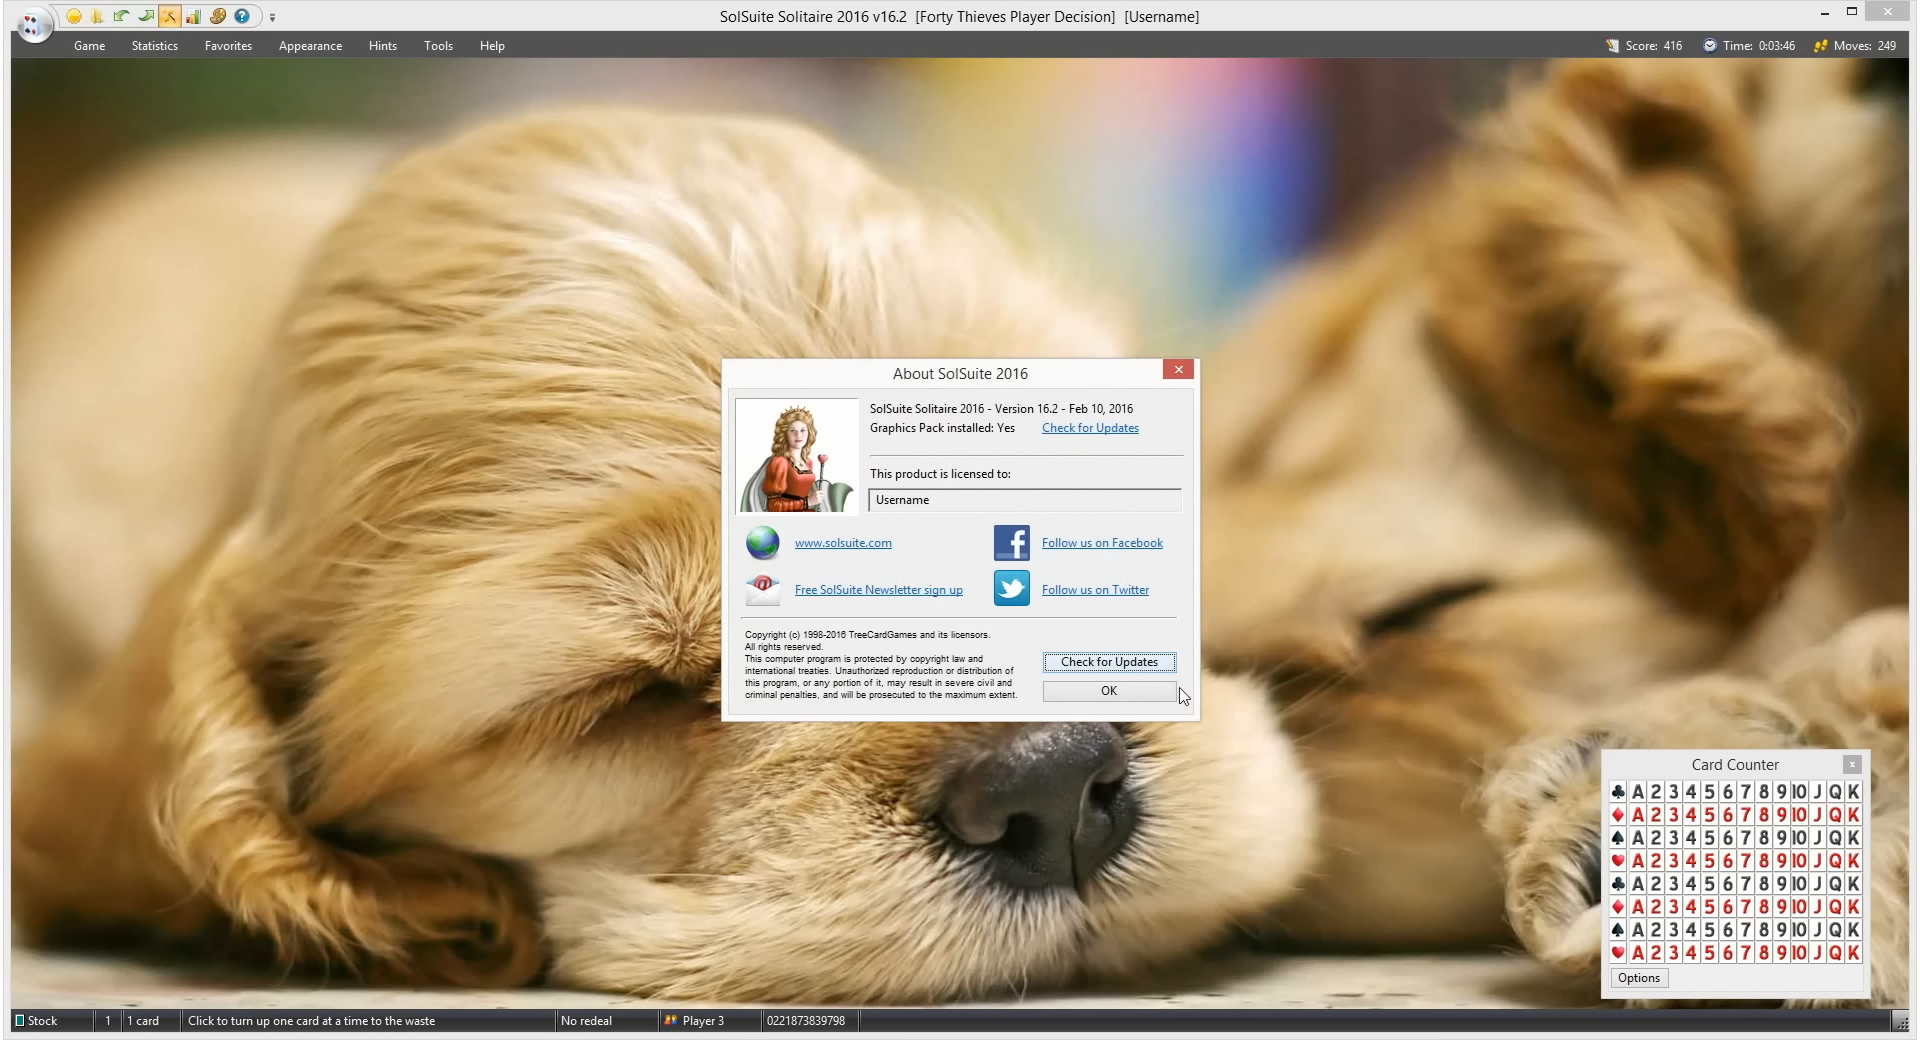 SolSuite Solitaire 2016 v16.2 [Forty Thieves Player Decision] [Username]
Game Statistics Favorites Appearance Hints Tools Help
Score: 416 Time: 0:03:46 Moves: 249
About SolSuite 2016
SolSuite Solitaire 2016 - Version 16.2 - Feb 10, 2016
Graphics Pack installed: Yes Check for Updates
This product is licensed to:
Username
www.solsuite.com
Follow us on Facebook
Free SolSuite Newsletter sign up
Follow us on Twitter
Copyright (c) 1998-2016 TreeCardGames and its licensors.
All rights reserved.
This computer program is protected by copyright law and
international treaties. Unauthorized reproduction or distribution of
this program, or any portion of it, may result in severe civil and
criminal penalties, and will be prosecuted to the maximum extent.
Check for Updates
OK
Card Counter
A 2 3 4 5 6 7 8 9 10 J Q K
A 2 3 4 5 6 7 8 9 10 J Q K
A 2 3 4 5 6 7 8 9 10 J Q K
A 2 3 4 5 6 7 8 9 10 J Q K
A 2 3 4 5 6 7 8 9 10 J Q K
A 2 3 4 5 6 7 8 9 10 J Q K
A 2 3 4 5 6 7 8 9 10 J Q K
A 2 3 4 5 6 7 8 9 10 J Q K
Options
Stock 1 1 card Click to turn up one card at a time to the waste No redeal Player 3 0221873839798